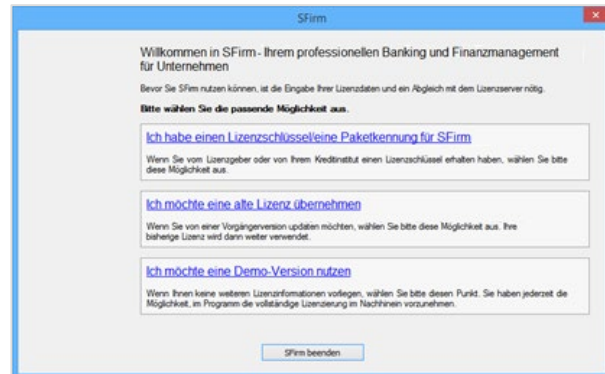 SFirm
Willkommen in SFirm - Ihrem professionellen Banking und Finanzmanagement
für Unternehmen
Bevor Sie SFirm nutzen können, ist die Eingabe Ihrer Lizenzdaten und ein Abgleich mit dem Lizenzserver nötig.
Bitte wählen Sie die passende Möglichkeit aus.
Ich habe einen Lizenzschlüssel/eine Paketkennung für SFirm
Wenn Sie vom Lizenzgeber oder von Ihrem Kreditinstitut einen Lizenzschlüssel erhalten haben, wählen Sie bitte
diese Möglichkeit aus.
Ich möchte eine alte Lizenz übernehmen
Wenn Sie von einer Vorgängerversion updaten möchten, wählen Sie bitte diese Möglichkeit aus. Ihre
bisherige Lizenz wird dann weiter verwendet.
Ich möchte eine Demo-Version nutzen
Wenn Ihnen keine weiteren Lizenzinformationen vorliegen, wählen Sie bitte diesen Punkt. Sie haben jederzeit die
Möglichkeit, im Programm die vollständige Lizenzierung im Nachhinein vorzunehmen.
SFirm beenden